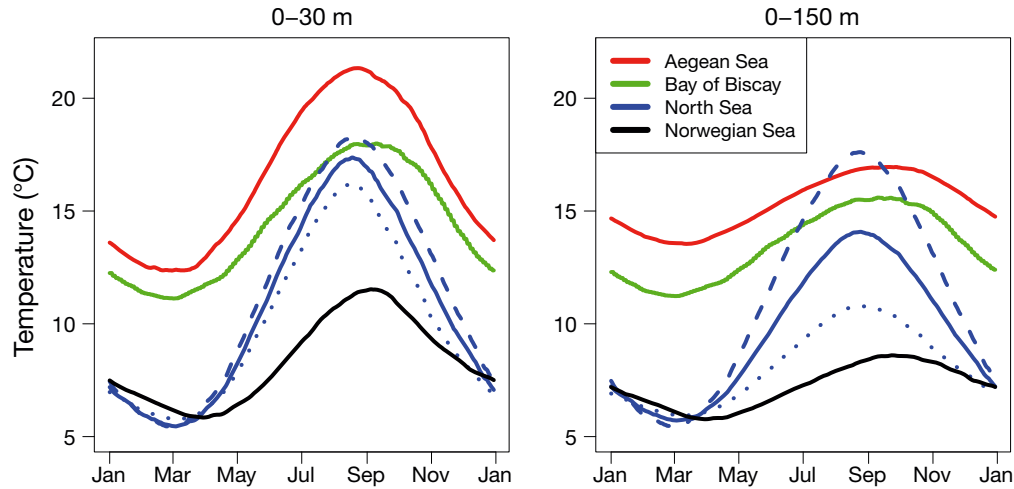 0–30 m
0–150 m
Temperature (°C)
20
15
10
5
Jan Mar May Jul Sep Nov Jan
Aegean Sea
Bay of Biscay
North Sea
Norwegian Sea
20
15
10
5
Jan Mar May Jul Sep Nov Jan